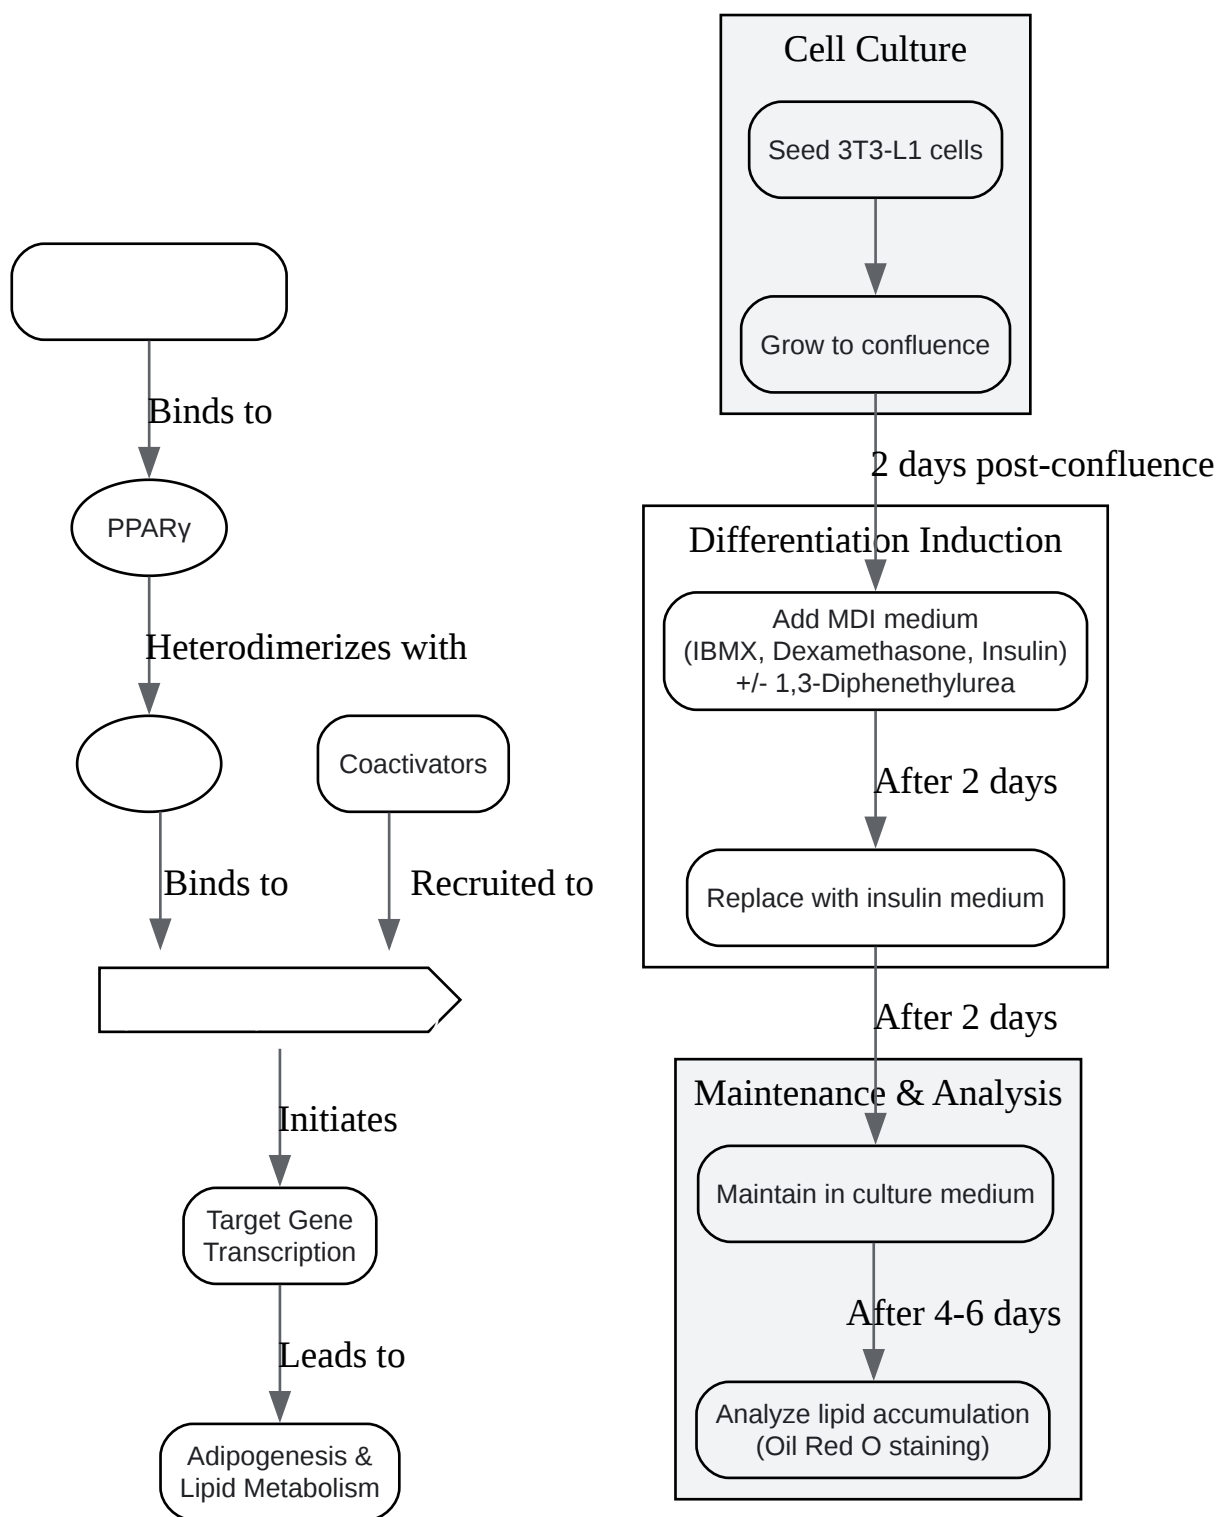 Binds to
PPARγ
Heterodimerizes with
Coactivators
Binds to
Recruited to
Initiates
Target Gene
Transcription
Leads to
Adipogenesis &
Lipid Metabolism
Cell Culture
Seed 3T3-L1 cells
Grow to confluence
2 days post-confluence
Differentiation Induction
Add MDI medium
(IBMX, Dexamethasone, Insulin)
+/- 1,3-Diphenethylurea
After 2 days
Replace with insulin medium
After 2 days
Maintenance & Analysis
Maintain in culture medium
After 4-6 days
Analyze lipid accumulation
(Oil Red O staining)